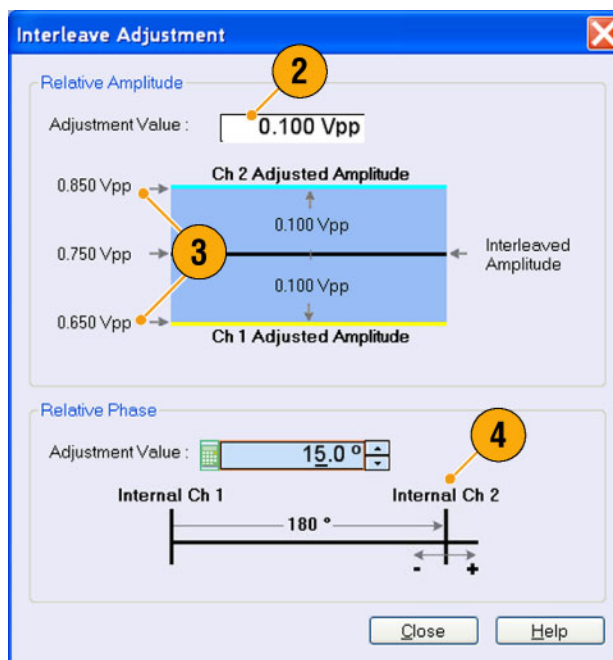 Interleave Adjustment
Relative Amplitude
2
Adjustment Value :
0.100 Vpp
0.850 Vpp
Ch 2 Adjusted Amplitude
0.100 Vpp
3
0.750 Vpp
Interleaved
Amplitude
0.100 Vpp
0.650 Vpp
Ch 1 Adjusted Amplitude
Relative Phase
4
Adjustment Value :
15.0 °
Internal Ch 1
Internal Ch 2
180 °
- +
Close
Help